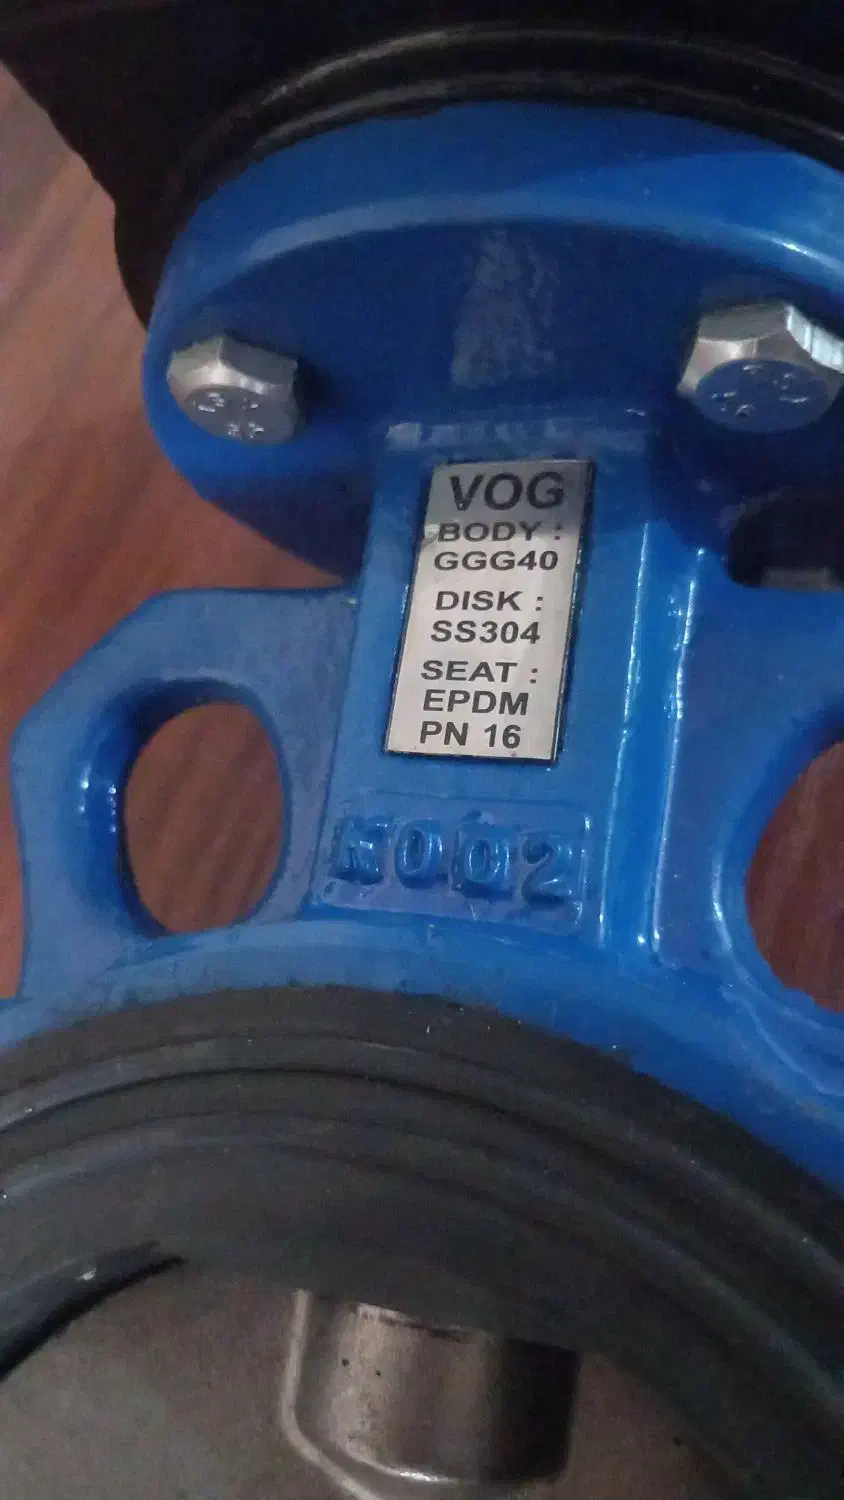 VOG
BODY :
GGG40
DISK :
SS304
SEAT :
EPDM
PN 16
K002